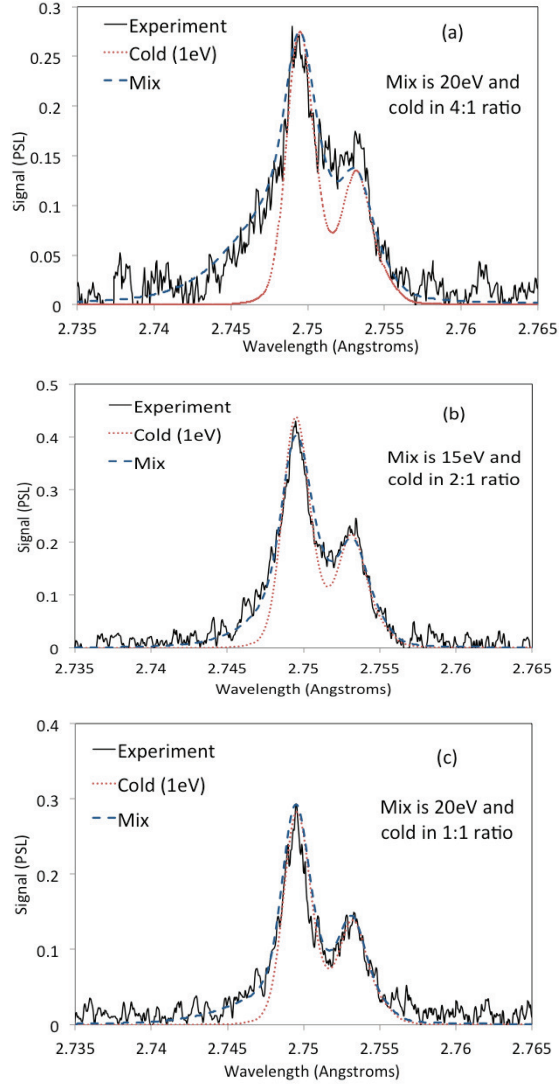 0.3
0.25
0.2
0.15
0.1
0.05
0
Signal (PSL)
Experiment
Cold (1eV)
Mix
(a)
Mix is 20eV and
cold in 4:1 ratio
2.735 2.74 2.745 2.75 2.755 2.76 2.765
Wavelength (Angstroms)
0.5
0.4
0.3
0.2
0.1
0
Signal (PSL)
Experiment
Cold (1eV)
Mix
(b)
Mix is 15eV and
cold in 2:1 ratio
2.735 2.74 2.745 2.75 2.755 2.76 2.765
Wavelength (Angstroms)
0.4
0.3
0.2
0.1
0
Signal (PSL)
Experiment
Cold (1eV)
Mix
(c)
Mix is 20eV and
cold in 1:1 ratio
2.735 2.74 2.745 2.75 2.755 2.76 2.765
Wavelength (Angstroms)